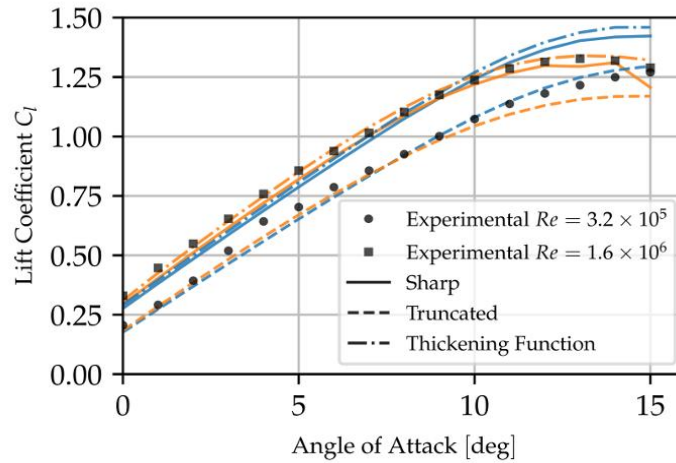 1.50
1.25
1.00
0.75
0.50
0.25
0.00
Lift Coefficient $C_l$
Experimental $Re = 3.2 \times 10^5$
Experimental $Re = 1.6 \times 10^6$
Sharp
Truncated
Thickening Function
0 5 10 15
Angle of Attack [deg]